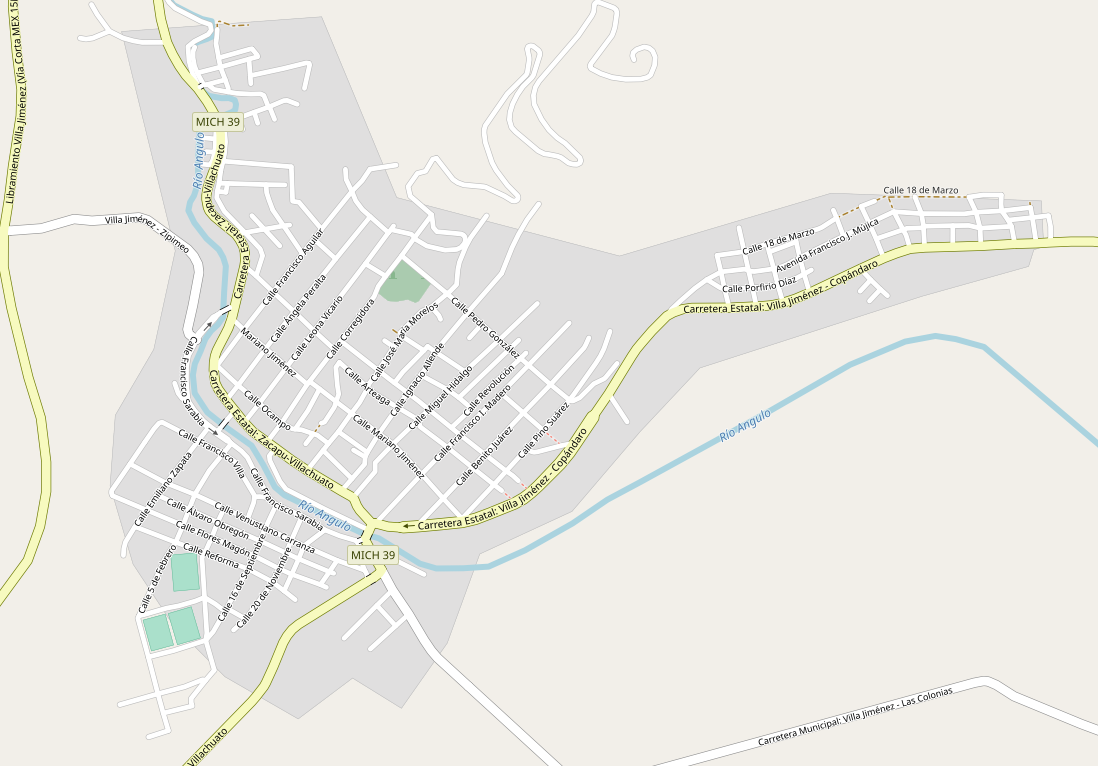 Libramiento Villa Jiménez (Vía Corta MEX 15
MICH 39
Río Angulo
Carretera Estatal: Zacapu-Villachuato
Villa Jiménez - Zipimeo
Calle 18 de Marzo
Calle 18 de Marzo
Avenida Francisco J. Mújica
Calle Porfirio Díaz
Carretera Estatal: Villa Jiménez - Copándaro
Calle Francisco Aguilar
Calle Ángela Peralta
Calle Leona Vicario
Calle Corregidora
Calle José María Morelos
Calle Pedro González
Mariano Jiménez
Calle Francisco Sarabia
Calle Arteaga
Calle Ignacio Allende
Calle Miguel Hidalgo
Calle Revolución
Calle Francisco I. Madero
Calle Ocampo
Calle Mariano Jiménez
Calle Benito Juárez
Calle Pino Suárez
Río Angulo
Carretera Estatal: Zacapu-Villachuato
Calle Francisco Villa
Calle Emiliano Zapata
Calle Francisco Sarabia
Río Angulo
Carretera Estatal: Villa Jiménez - Copándaro
Calle Venustiano Carranza
Calle Álvaro Obregón
Calle Flores Magón
Calle Reforma
MICH 39
Calle 5 de Febrero
Calle 16 de Septiembre
Calle 20 de Noviembre
Carretera Municipal: Villa Jiménez - Las Colonias
Villachuato